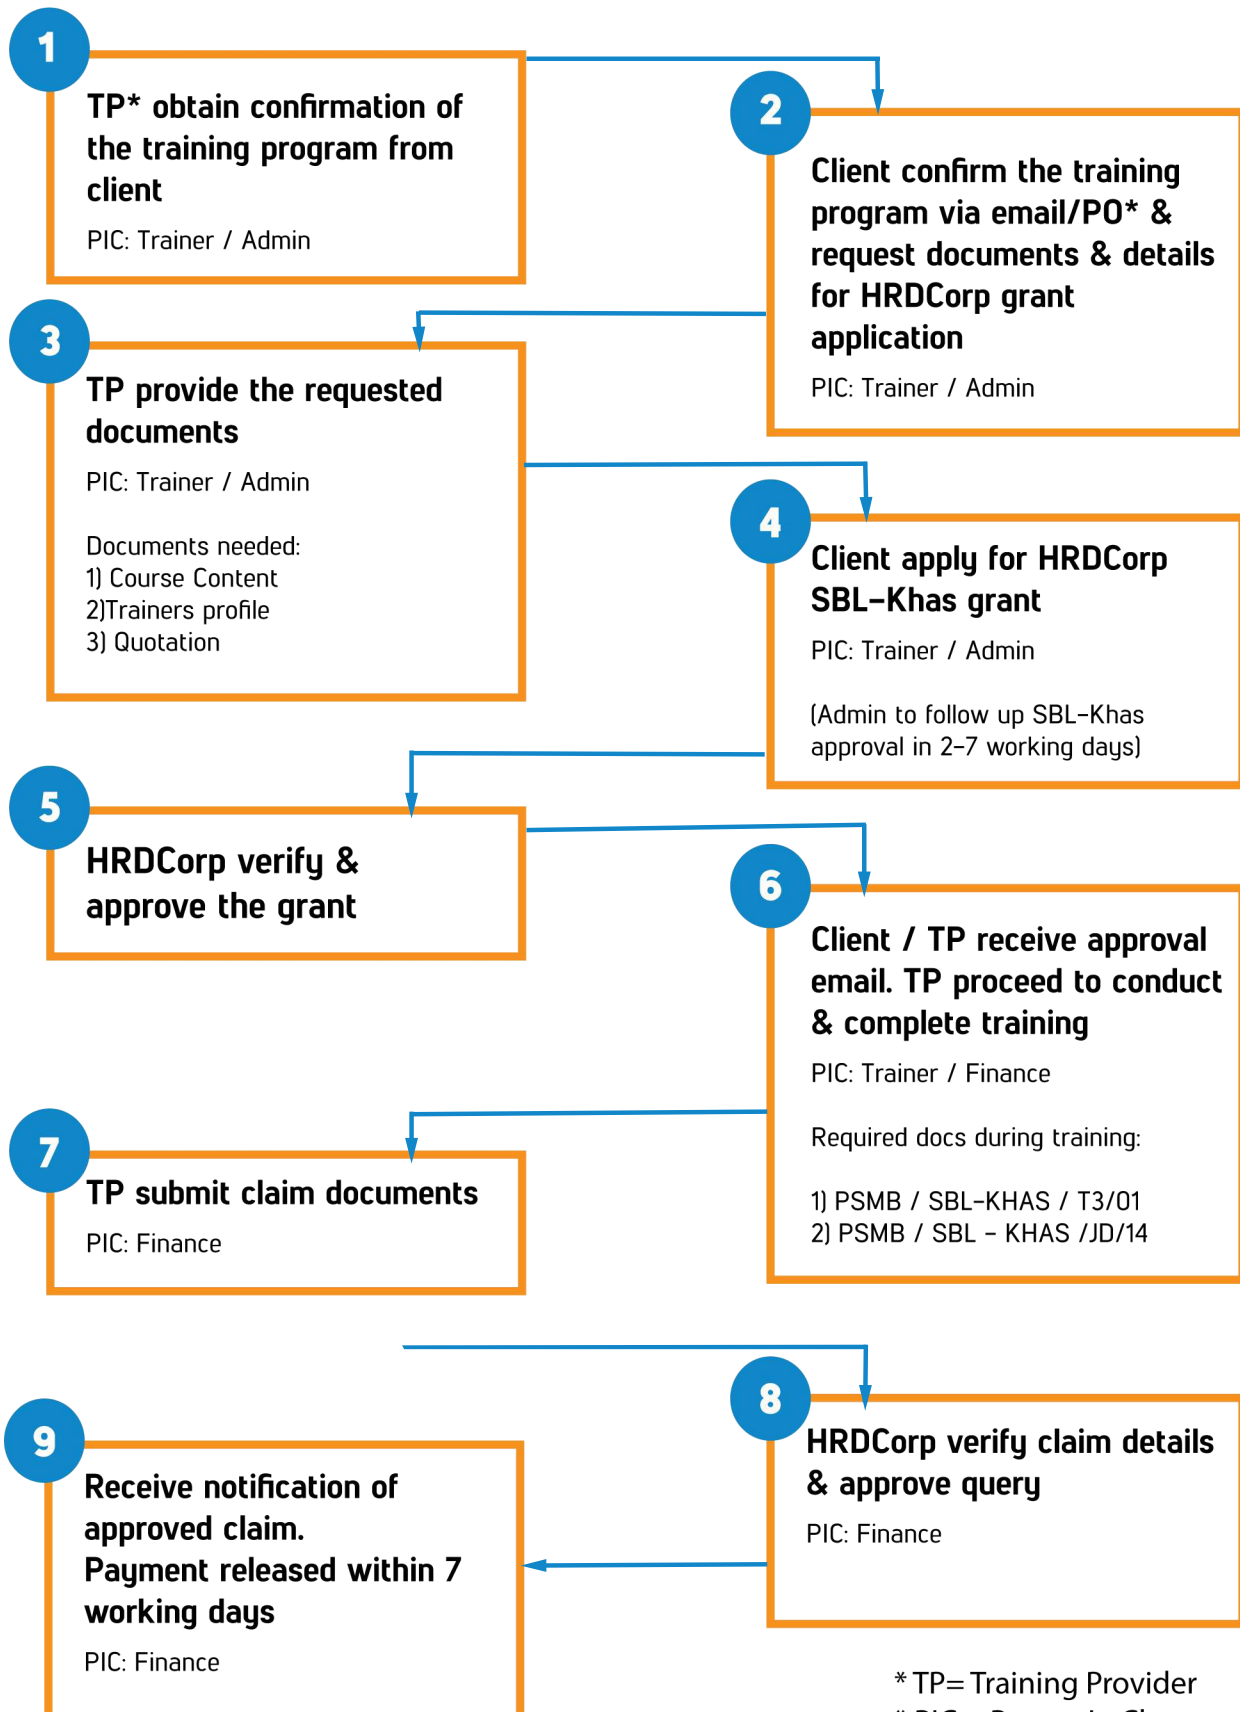 1
TP* obtain confirmation of
the training program from
client
PIC: Trainer / Admin
2
Client confirm the training
program via email/PO* &
request documents & details
for HRDCorp grant
application
PIC: Trainer / Admin
3
TP provide the requested
documents
PIC: Trainer / Admin
Documents needed:
1) Course Content
2)Trainers profile
3) Quotation
4
Client apply for HRDCorp
SBL-Khas grant
PIC: Trainer / Admin
(Admin to follow up SBL-Khas
approval in 2-7 working days)
5
HRDCorp verify &
approve the grant
6
Client / TP receive approval
email. TP proceed to conduct
& complete training
PIC: Trainer / Finance
Required docs during training:
1) PSMB / SBL-KHAS / T3/01
2) PSMB / SBL - KHAS /JD/14
7
TP submit claim documents
PIC: Finance
8
HRDCorp verify claim details
& approve query
PIC: Finance
9
Receive notification of
approved claim.
Payment released within 7
working days
PIC: Finance
* TP= Training Provider